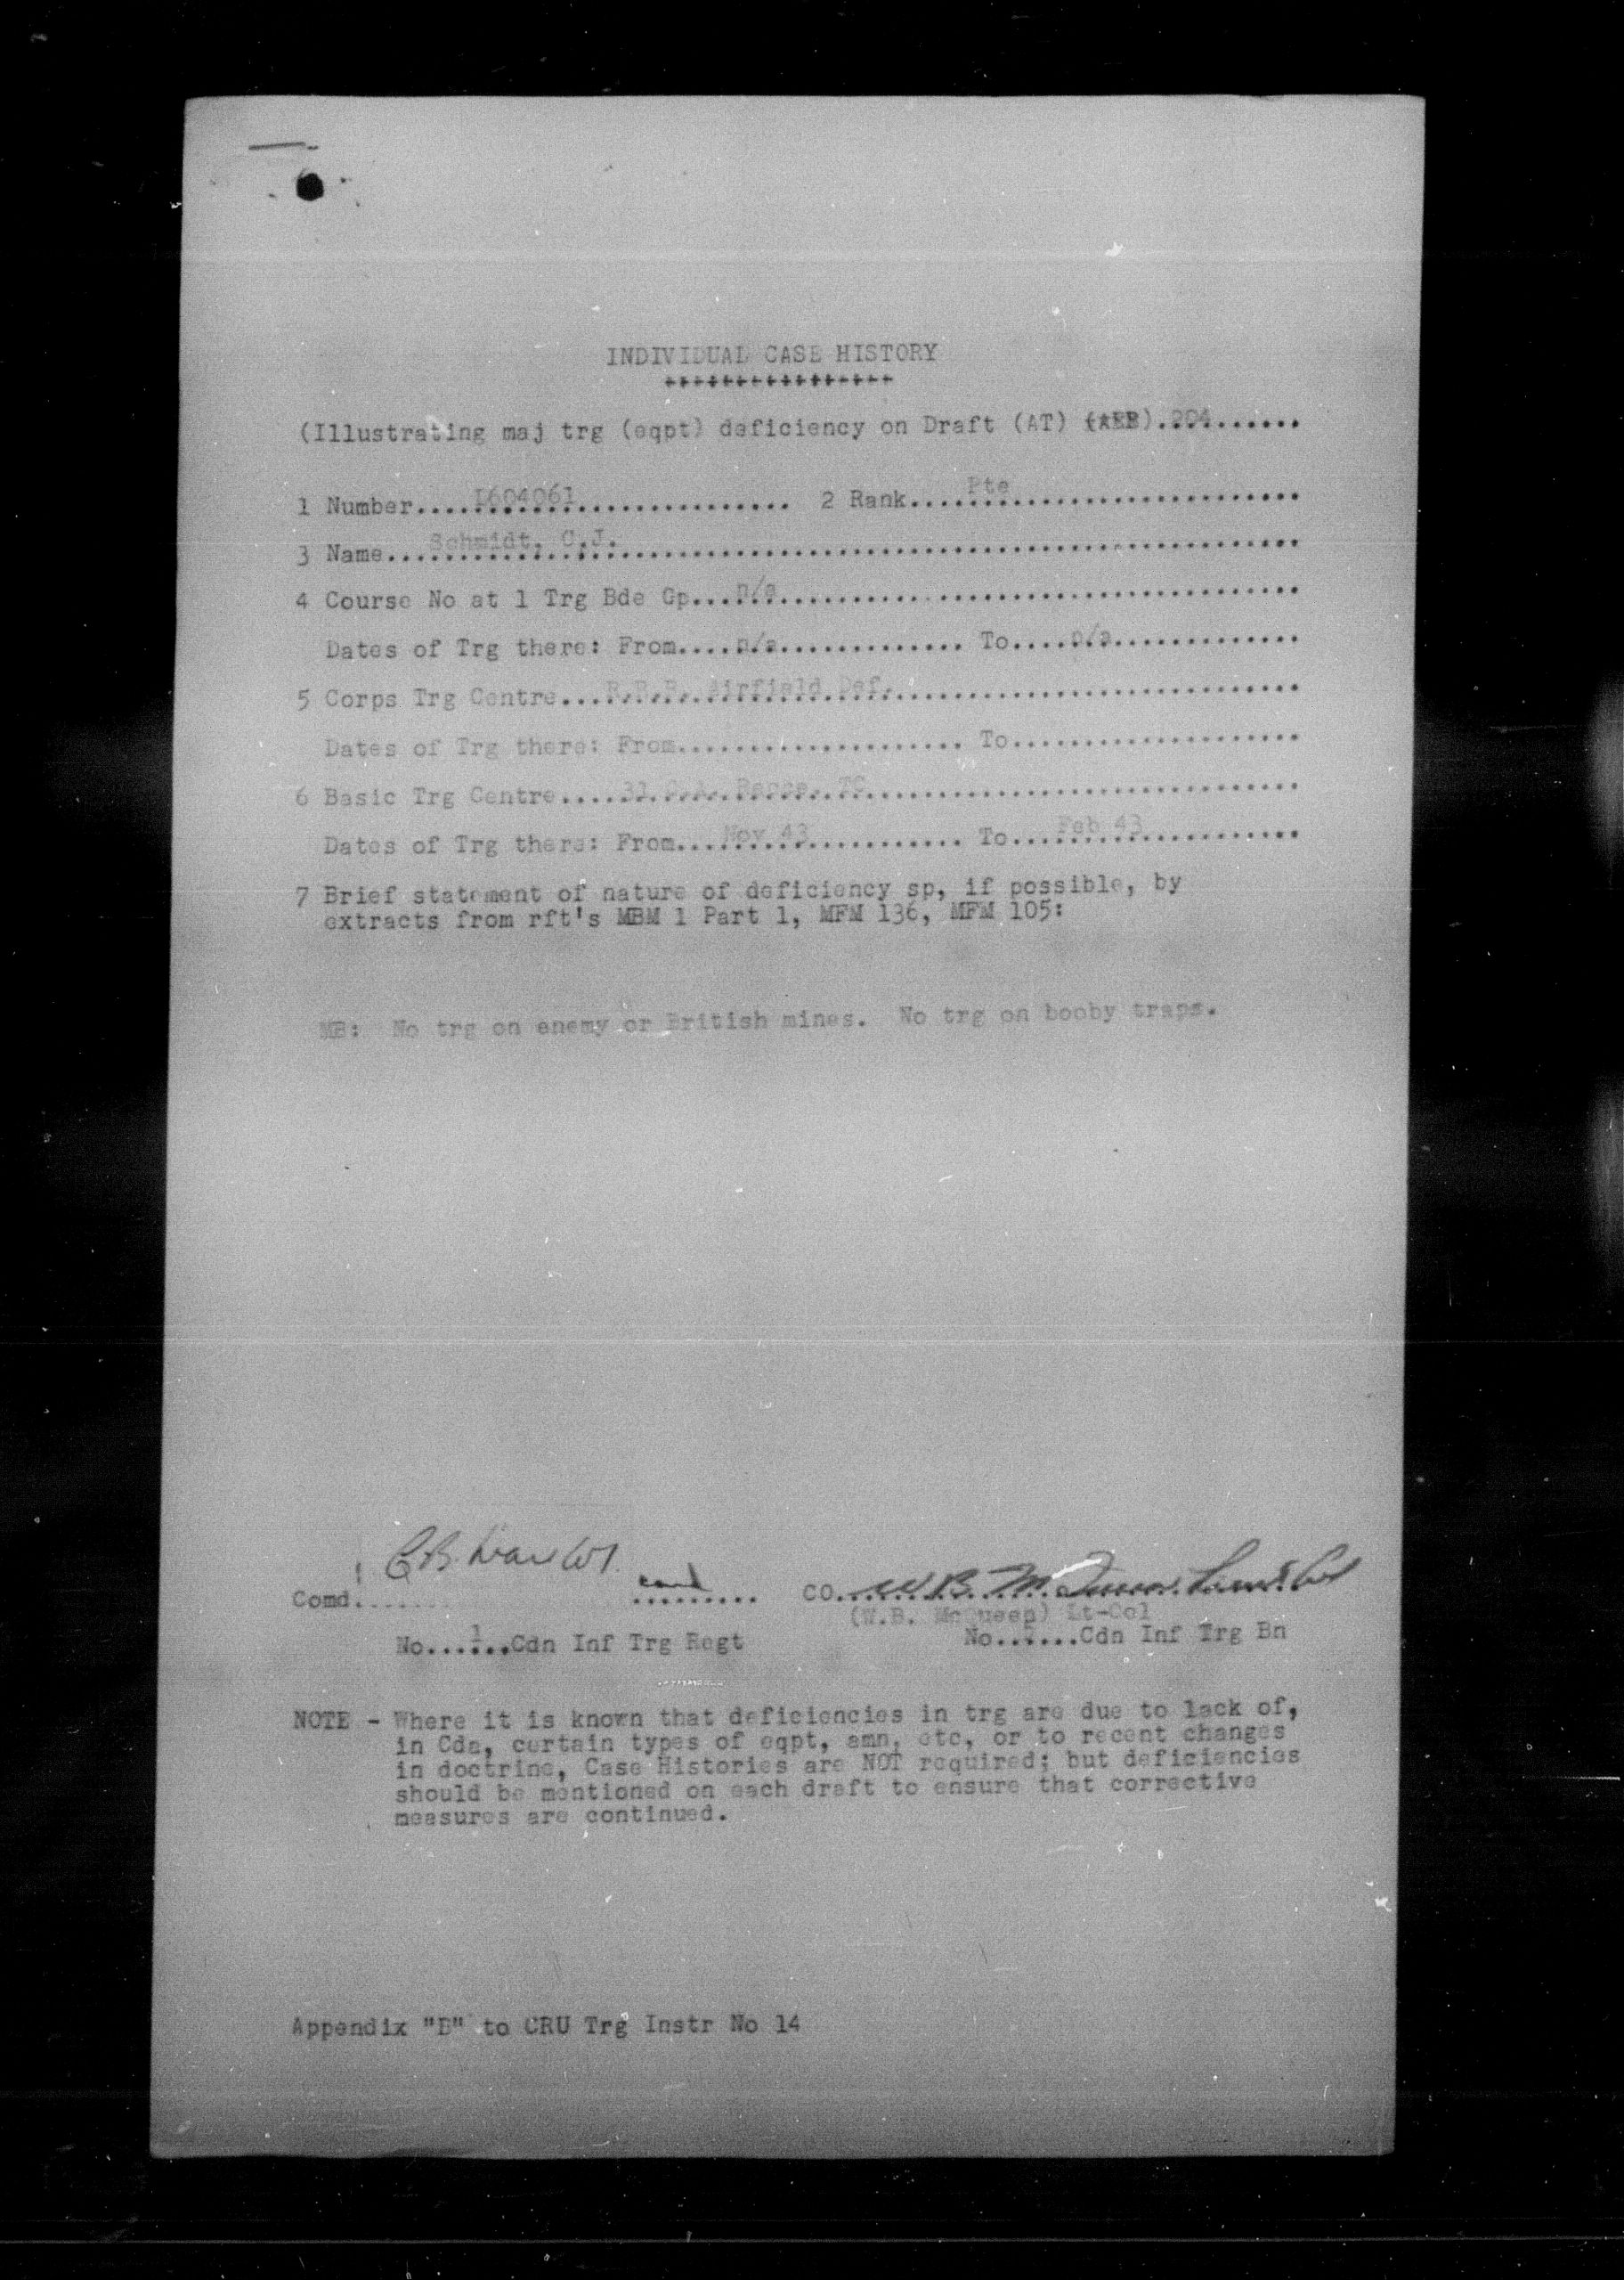 INDIVIDUAL CASE HISTORY
++++++++++++++++
(Illustrating maj trg (eqpt) deficiency on Draft (AT) (AER).204..........
1 Number....L604061.......................... 2 Rank....Pte...........................
3 Name...Schmidt, C.J................................................................
4 Course No at 1 Trg Bde Gp...n/a.....................................
Dates of Trg there: From....n/a............. To....n/a.............
5 Corps Trg Centre... Airfield Def.............................
Dates of Trg there: From.................... To....................
6 Basic Trg Centre....31..............................
Dates of Trg there: From...Nov 43........... To...Feb 43...........
7 Brief statement of nature of deficiency sp, if possible, by
extracts from rft's MBM 1 Part 1, MFM 136, MFM 105:
MB: No trg on enemy or British mines. No trg on booby traps.
Comd....... ......... CO.....
(W.B. McQueen) Lt-Col
No...1...Cdn Inf Trg Regt No.......Cdn Inf Trg Bn
NOTE - Where it is known that deficiencies in trg are due to lack of,
in Cda, certain types of eqpt, amn, etc, or to recent changes
in doctrine, Case Histories are NOT required; but deficiencies
should be mentioned on each draft to ensure that corrective
measures are continued.
Appendix "B" to CRU Trg Instr No 14